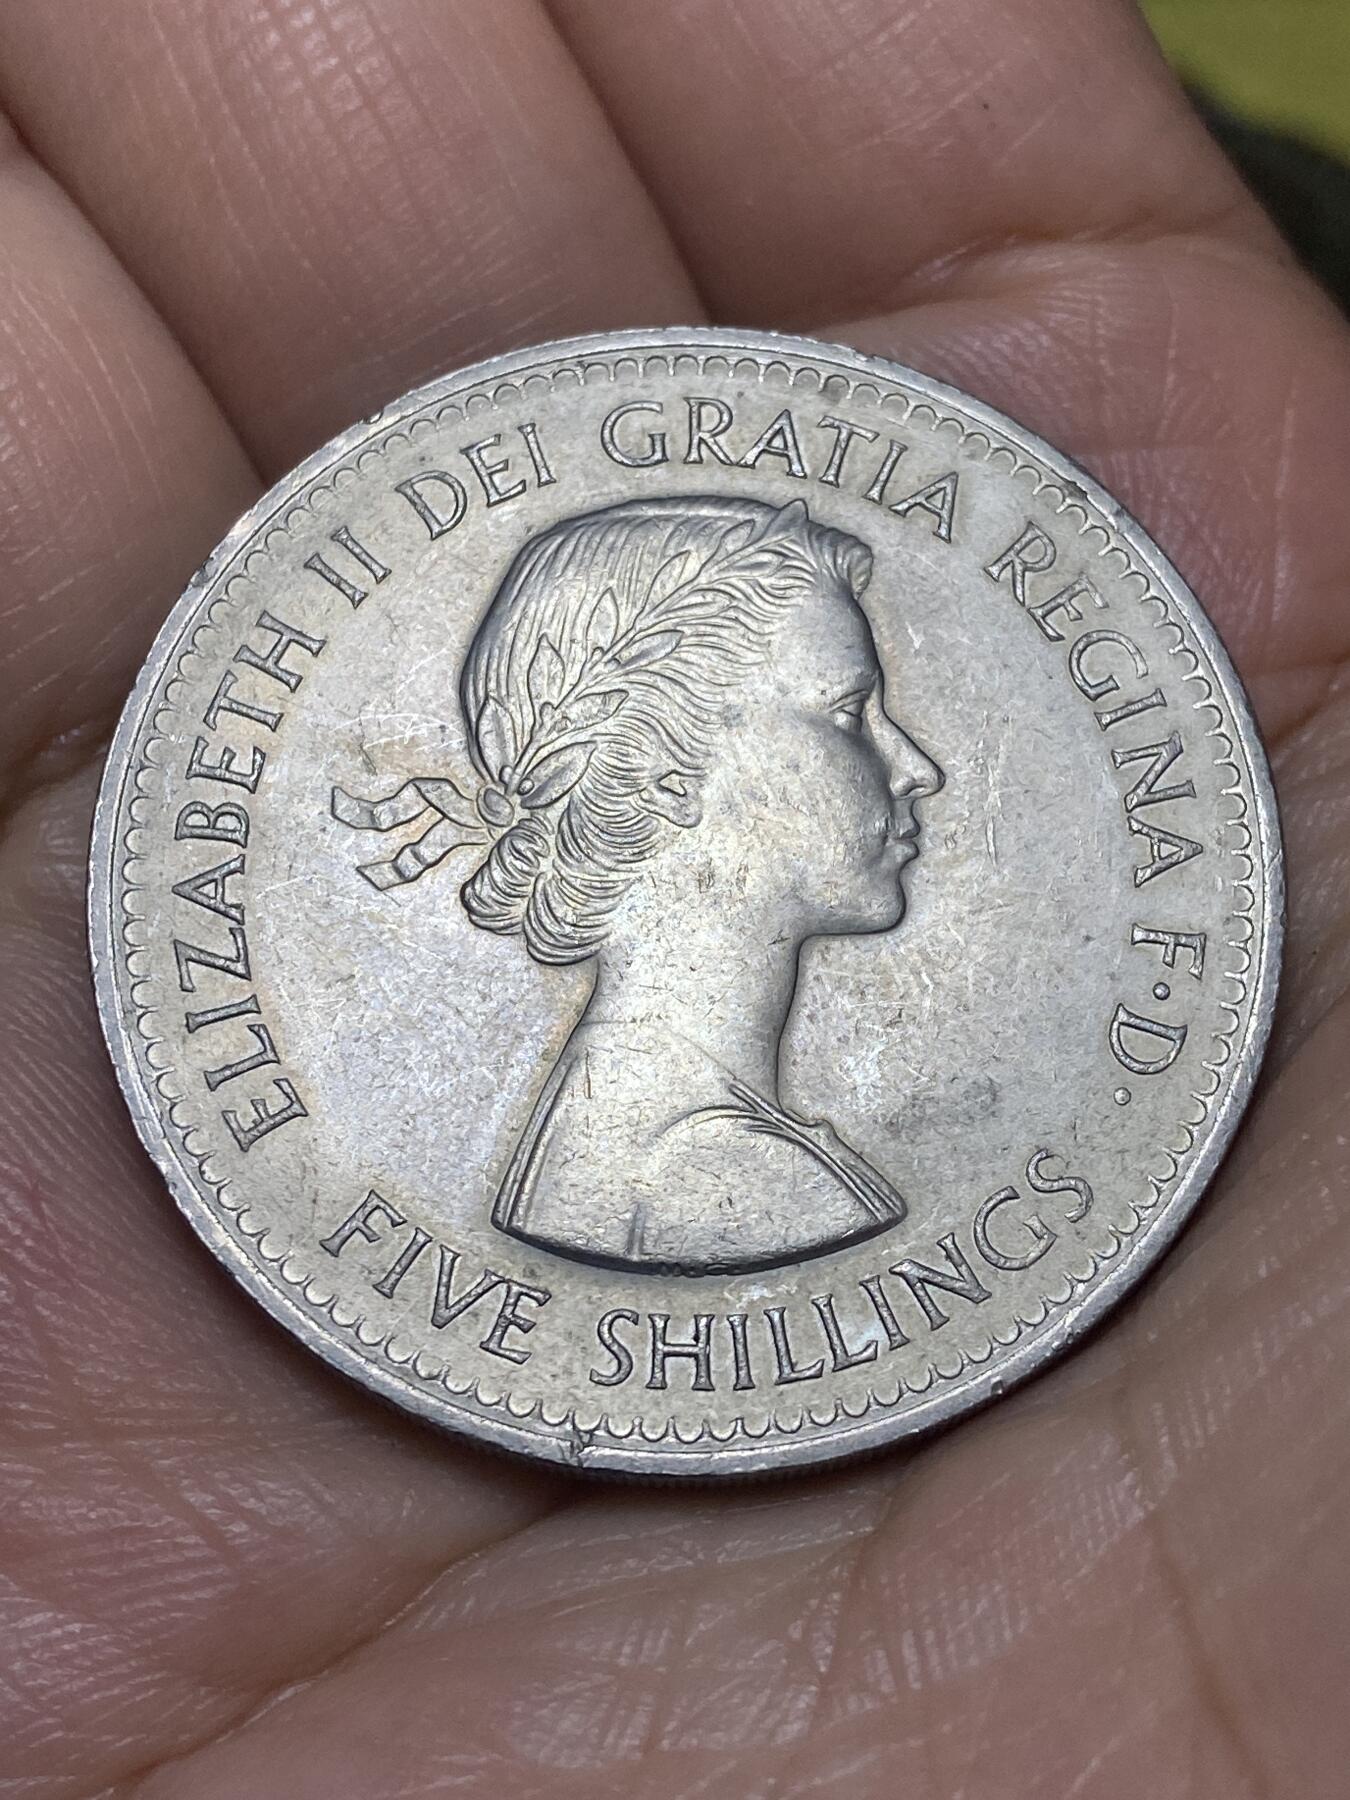 ELIZABETH II DEI GRATIA REGINA F·D·
FIVE SHILLINGS